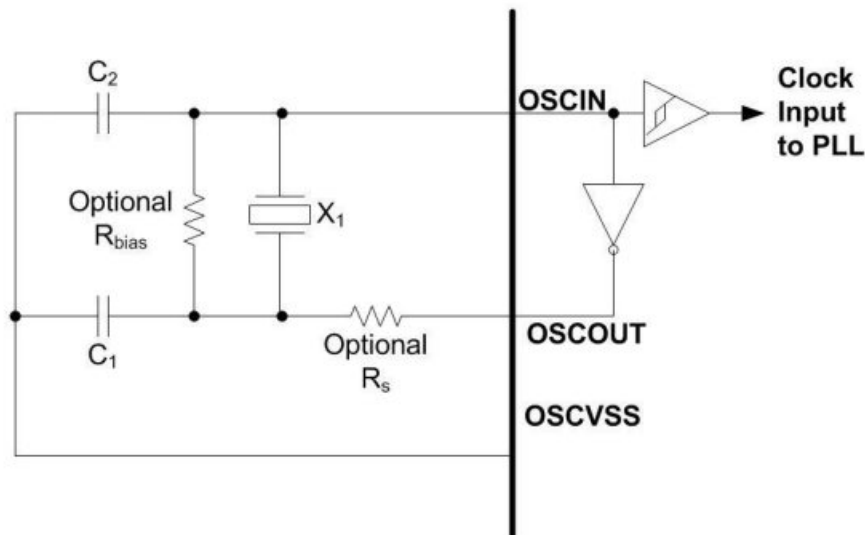 C2
OSCIN
Clock
Input
to PLL
Optional
Rbias
X1
C1
Optional
Rs
OSCOUT
OSCVSS